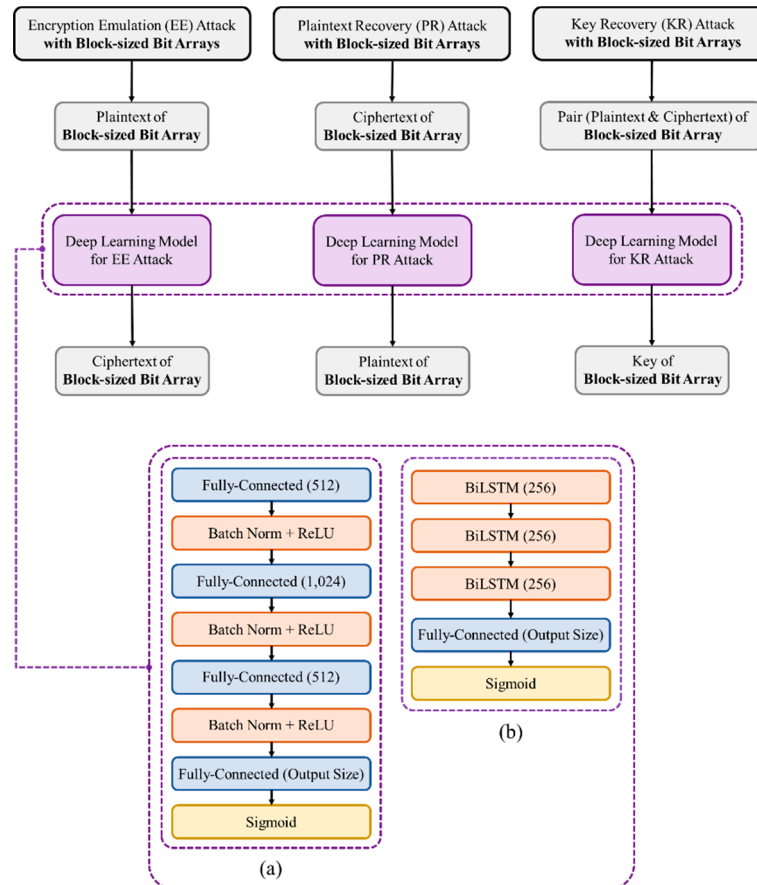 Encryption Emulation (EE) Attack
with Block-sized Bit Arrays
Plaintext Recovery (PR) Attack
with Block-sized Bit Arrays
Key Recovery (KR) Attack
with Block-sized Bit Arrays
Plaintext of
Block-sized Bit Array
Ciphertext of
Block-sized Bit Array
Pair (Plaintext & Ciphertext) of
Block-sized Bit Array
Deep Learning Model
for EE Attack
Deep Learning Model
for PR Attack
Deep Learning Model
for KR Attack
Ciphertext of
Block-sized Bit Array
Plaintext of
Block-sized Bit Array
Key of
Block-sized Bit Array
Fully-Connected (512)
Batch Norm + ReLU
Fully-Connected (1,024)
Batch Norm + ReLU
Fully-Connected (512)
Batch Norm + ReLU
Fully-Connected (Output Size)
Sigmoid
(a)
BiLSTM (256)
BiLSTM (256)
BiLSTM (256)
Fully-Connected (Output Size)
Sigmoid
(b)